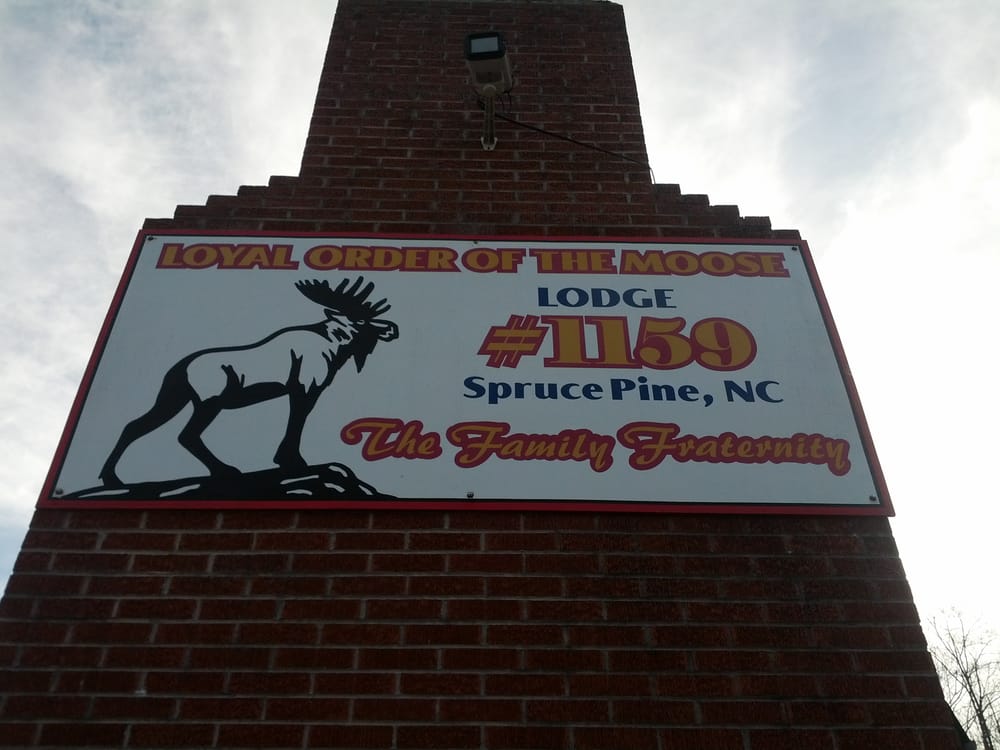 LOYAL ORDER OF THE MOOSE
LODGE
#1159
Spruce Pine, NC
The Family Fraternity